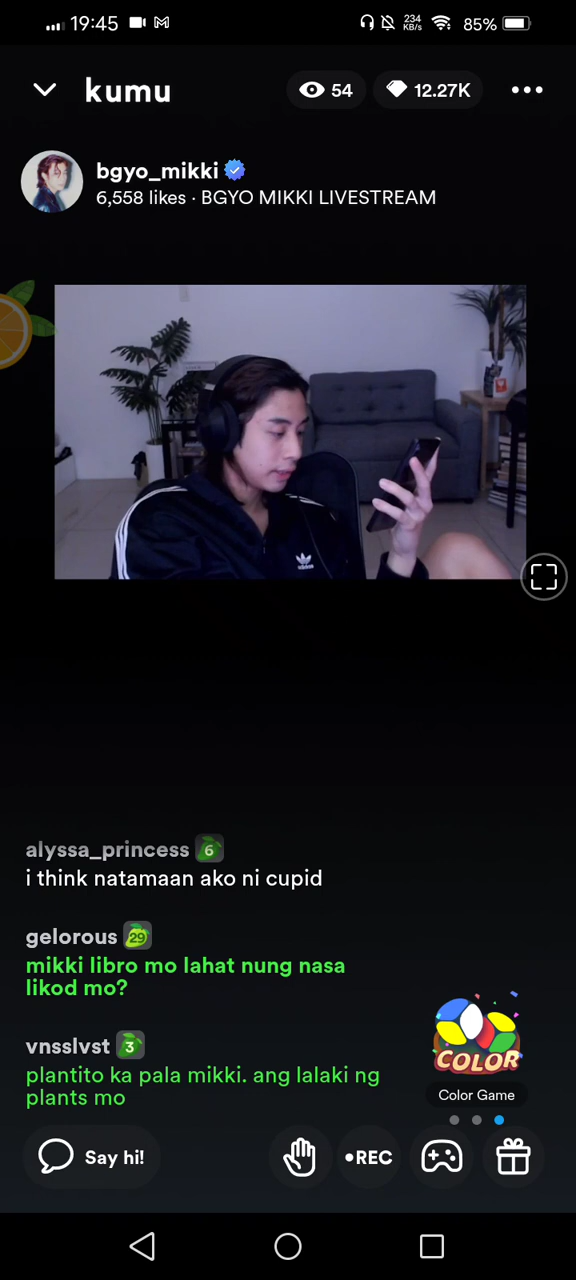 19:45
234
KB/s
85%
kumu
54
12.27K
bgyo_mikki
6,558 likes · BGYO MIKKI LIVESTREAM
adidas
alyssa_princess 6
i think natamaan ako ni cupid
gelorous 29
mikki libro mo lahat nung nasa
likod mo?
vnsslvst 3
plantito ka pala mikki. ang lalaki ng
plants mo
COLOR
Color Game
Say hi!
•REC